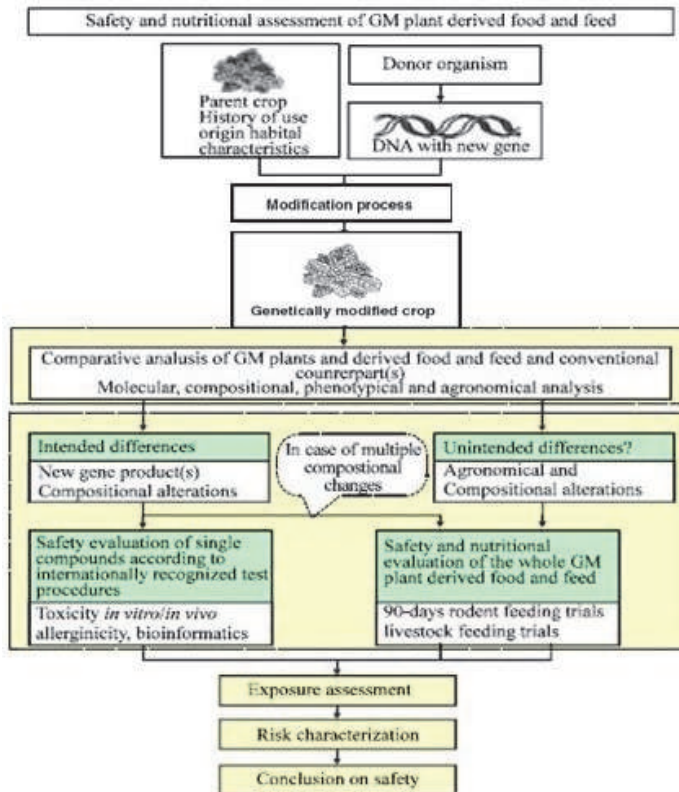 Safety and nutritional assessment of GM plant derived food and feed
Parent crop
History of use
origin habital
characteristics
Donor organism
DNA with new gene
Modification process
Genetically modified crop
Comparative analysis of GM plants and derived food and feed and conventional
counrerpart(s)
Molecular, compositional, phenotypical and agronomical analysis
Intended differences
New gene product(s)
Compositional alterations
In case of multiple
compostional
changes
Unintended differences?
Agronomical and
Compositional alterations
Safety evaluation of single
compounds according to
internationally recognized test
procedures
Toxicity in vitro/in vivo
allerginicity, bioinformatics
Safety and nutritional
evaluation of the whole GM
plant derived food and feed
90-days rodent feeding trials
livestock feeding trials
Exposure assessment
Risk characterization
Conclusion on safety